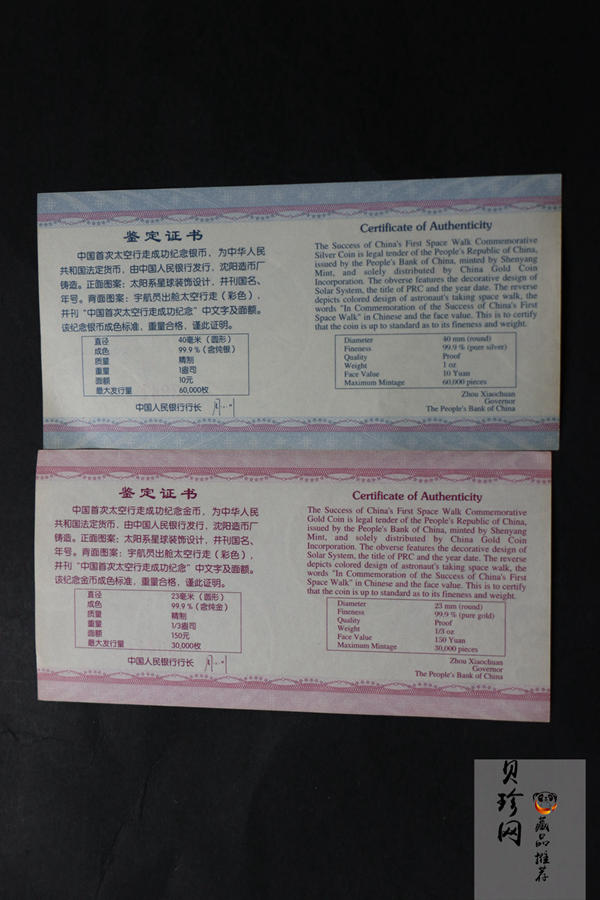 鉴定证书
中国首次太空行走成功纪念银币，为中华人民
共和国法定货币，由中国人民银行发行，沈阳造币厂
铸造。正面图案：太阳系星球装饰设计，并刊国名、
年号。背面图案：宇航员出舱太空行走（彩色），
并刊“中国首次太空行走成功纪念”中文字及面额。
该纪念银币成色标准，重量合格，谨此证明。
直径 40毫米（圆形）
成色 99.9％（含纯银）
质量 精制
重量 1盎司
面额 10元
最大发行量 60,000枚
中国人民银行行长
Certificate of Authenticity
The Success of China's First Space Walk Commemorative
Silver Coin is legal tender of the People's Republic of China,
issued by the People's Bank of China, minted by Shenyang
Mint, and solely distributed by China Gold Coin
Incorporation. The obverse features the decorative design of
Solar System, the title of PRC and the year date. The reverse
depicts colored design of astronaut's taking space walk, the
words "In Commemoration of the Success of China's First
Space Walk" in Chinese and the face value. This is to certify
that the coin is up to standard as to its fineness and weight.
Diameter 40 mm (round)
Fineness 99.9 % (pure silver)
Quality Proof
Weight 1 oz
Face Value 10 Yuan
Maximum Mintage 60,000 pieces
Zhou Xiaochuan
Governor
The People's Bank of China
鉴定证书
中国首次太空行走成功纪念金币，为中华人民
共和国法定货币，由中国人民银行发行，沈阳造币厂
铸造。正面图案：太阳系星球装饰设计，并刊国名、
年号。背面图案：宇航员出舱太空行走（彩色），
并刊“中国首次太空行走成功纪念”中文字及面额。
该纪念金币成色标准，重量合格，谨此证明。
直径 23毫米（圆形）
成色 99.9％（含纯金）
质量 精制
重量 1/3盎司
面额 150元
最大发行量 30,000枚
中国人民银行行长
Certificate of Authenticity
The Success of China's First Space Walk Commemorative
Gold Coin is legal tender of the People's Republic of China,
issued by the People's Bank of China, minted by Shenyang
Mint, and solely distributed by China Gold Coin
Incorporation. The obverse features the decorative design of
Solar System, the title of PRC and the year date. The reverse
depicts colored design of astronaut's taking space walk, the
words "In Commemoration of the Success of China's First
Space Walk" in Chinese and the face value. This is to certify
that the coin is up to standard as to its fineness and weight.
Diameter 23 mm (round)
Fineness 99.9 % (pure gold)
Quality Proof
Weight 1/3 oz
Face Value 150 Yuan
Maximum Mintage 30,000 pieces
Zhou Xiaochuan
Governor
The People's Bank of China
贝珍网
藏品推荐